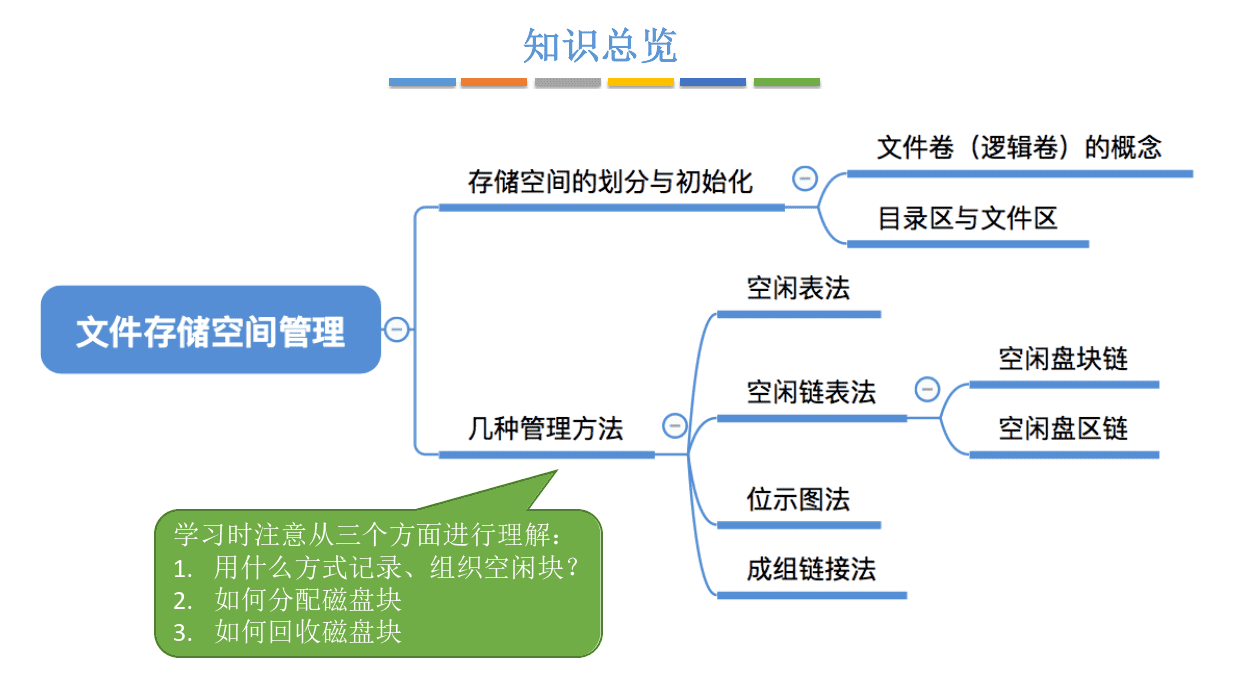 知识总览
文件卷（逻辑卷）的概念
存储空间的划分与初始化
目录区与文件区
空闲表法
文件存储空间管理
空闲盘块链
空闲链表法
几种管理方法
空闲盘区链
位示图法
成组链接法
学习时注意从三个方面进行理解：
1. 用什么方式记录、组织空闲块？
2. 如何分配磁盘块
3. 如何回收磁盘块